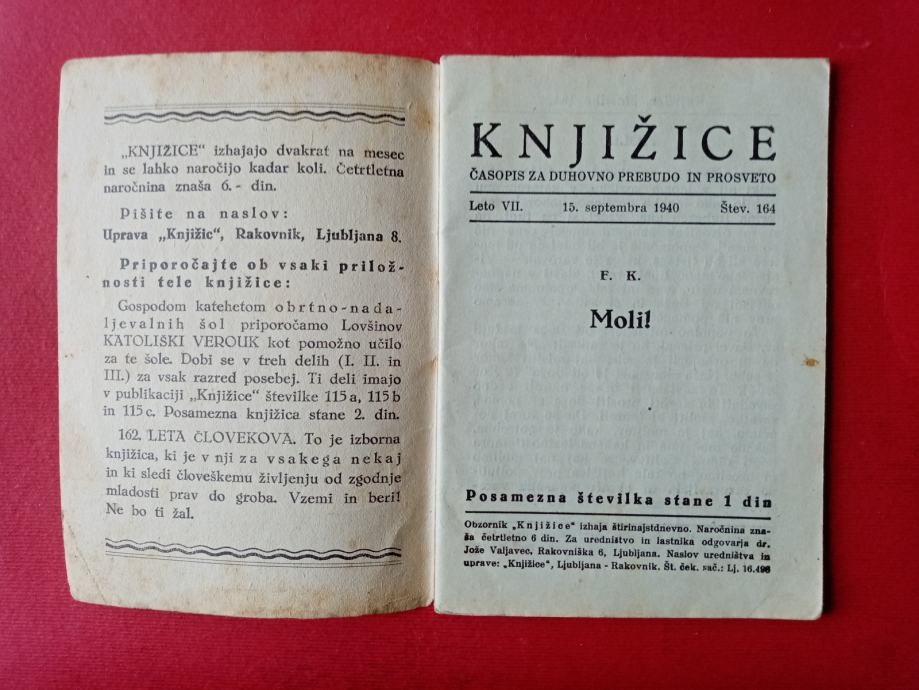 „KNJIŽICE“ izhajajo dvakrat na mesec
in se lahko naročijo kadar koli. Četrtletna
naročnina znaša 6.- din.
Pišite na naslov:
Uprava „Knjižic“, Rakovnik, Ljubljana 8.
Priporočajte ob vsaki prilož-
nosti tele knjižice:
Gospodom katehetom obrtno-nada-
ljevalnih šol priporočamo Lovšinov
KATOLIŠKI VEROUK kot pomožno učilo
za te šole. Dobi se v treh delih (I. II. in
III.) za vsak razred posebej. Ti deli imajo
v publikaciji „Knjižice“ številke 115 a, 115 b
in 115 c. Posamezna knjižica stane 2. din.
162. LETA ČLOVEKOVA. To je izborna
knjižica, ki je v nji za vsakega nekaj
in ki sledi človeškemu življenju od zgodnje
mladosti prav do groba. Vzemi in beri!
Ne bo ti žal.
KNJIŽICE
ČASOPIS ZA DUHOVNO PREBUDO IN PROSVETO
Leto VII. 15. septembra 1940 Štev. 164
F. K.
Moli!
Posamezna številka stane 1 din
Obzornik „Knjižice“ izhaja štirinajstdnevno. Naročnina zna-
ša četrtletno 6 din. Za uredništvo in lastnika odgovarja dr.
Jože Valjavec, Rakovniška 6, Ljubljana. Naslov uredništva in
uprave: „Knjižice“, Ljubljana - Rakovnik. Št. ček. sač.: Lj. 16.496